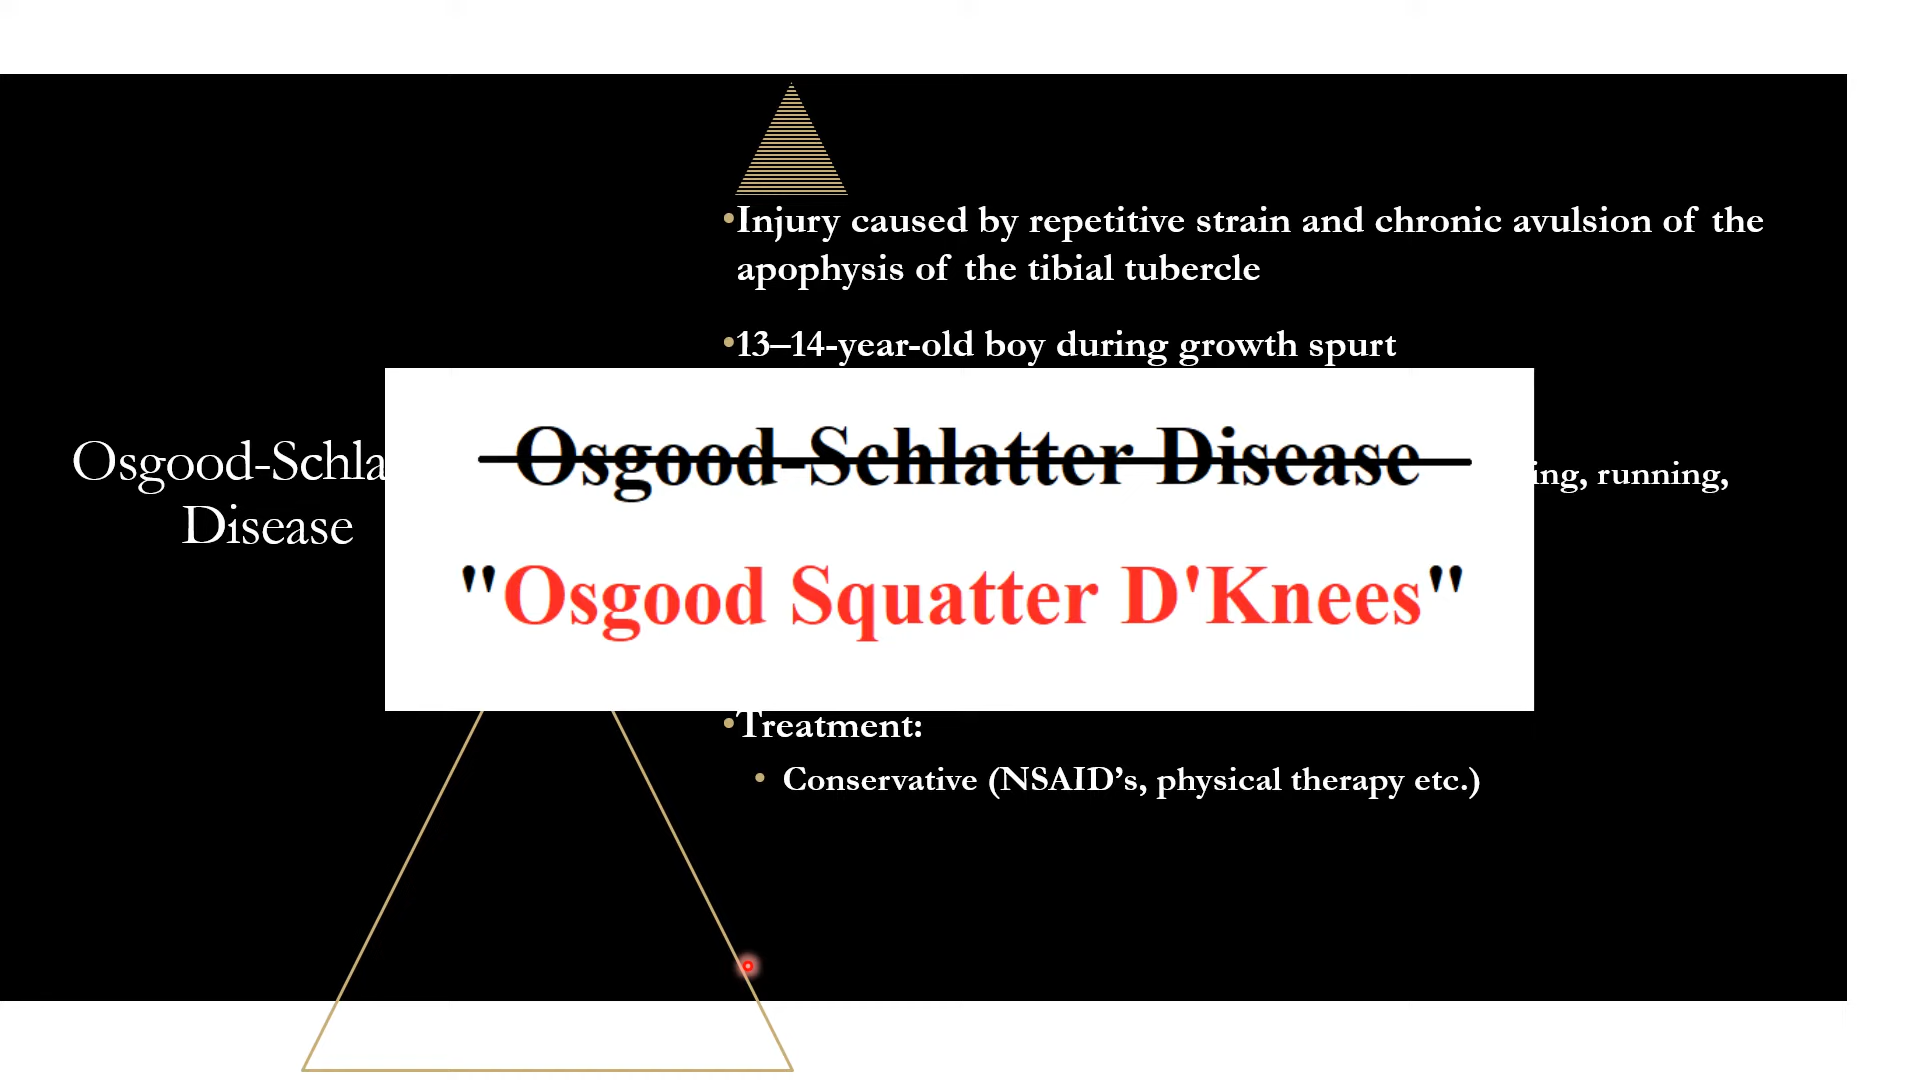 •Injury caused by repetitive strain and chronic avulsion of the
apophysis of the tibial tubercle
•13–14-year-old boy during growth spurt
Osgood-Schla
Disease
Osgood-Schlatter Disease
"Osgood Squatter D'Knees"
ing, running,
•Treatment:
• Conservative (NSAID’s, physical therapy etc.)